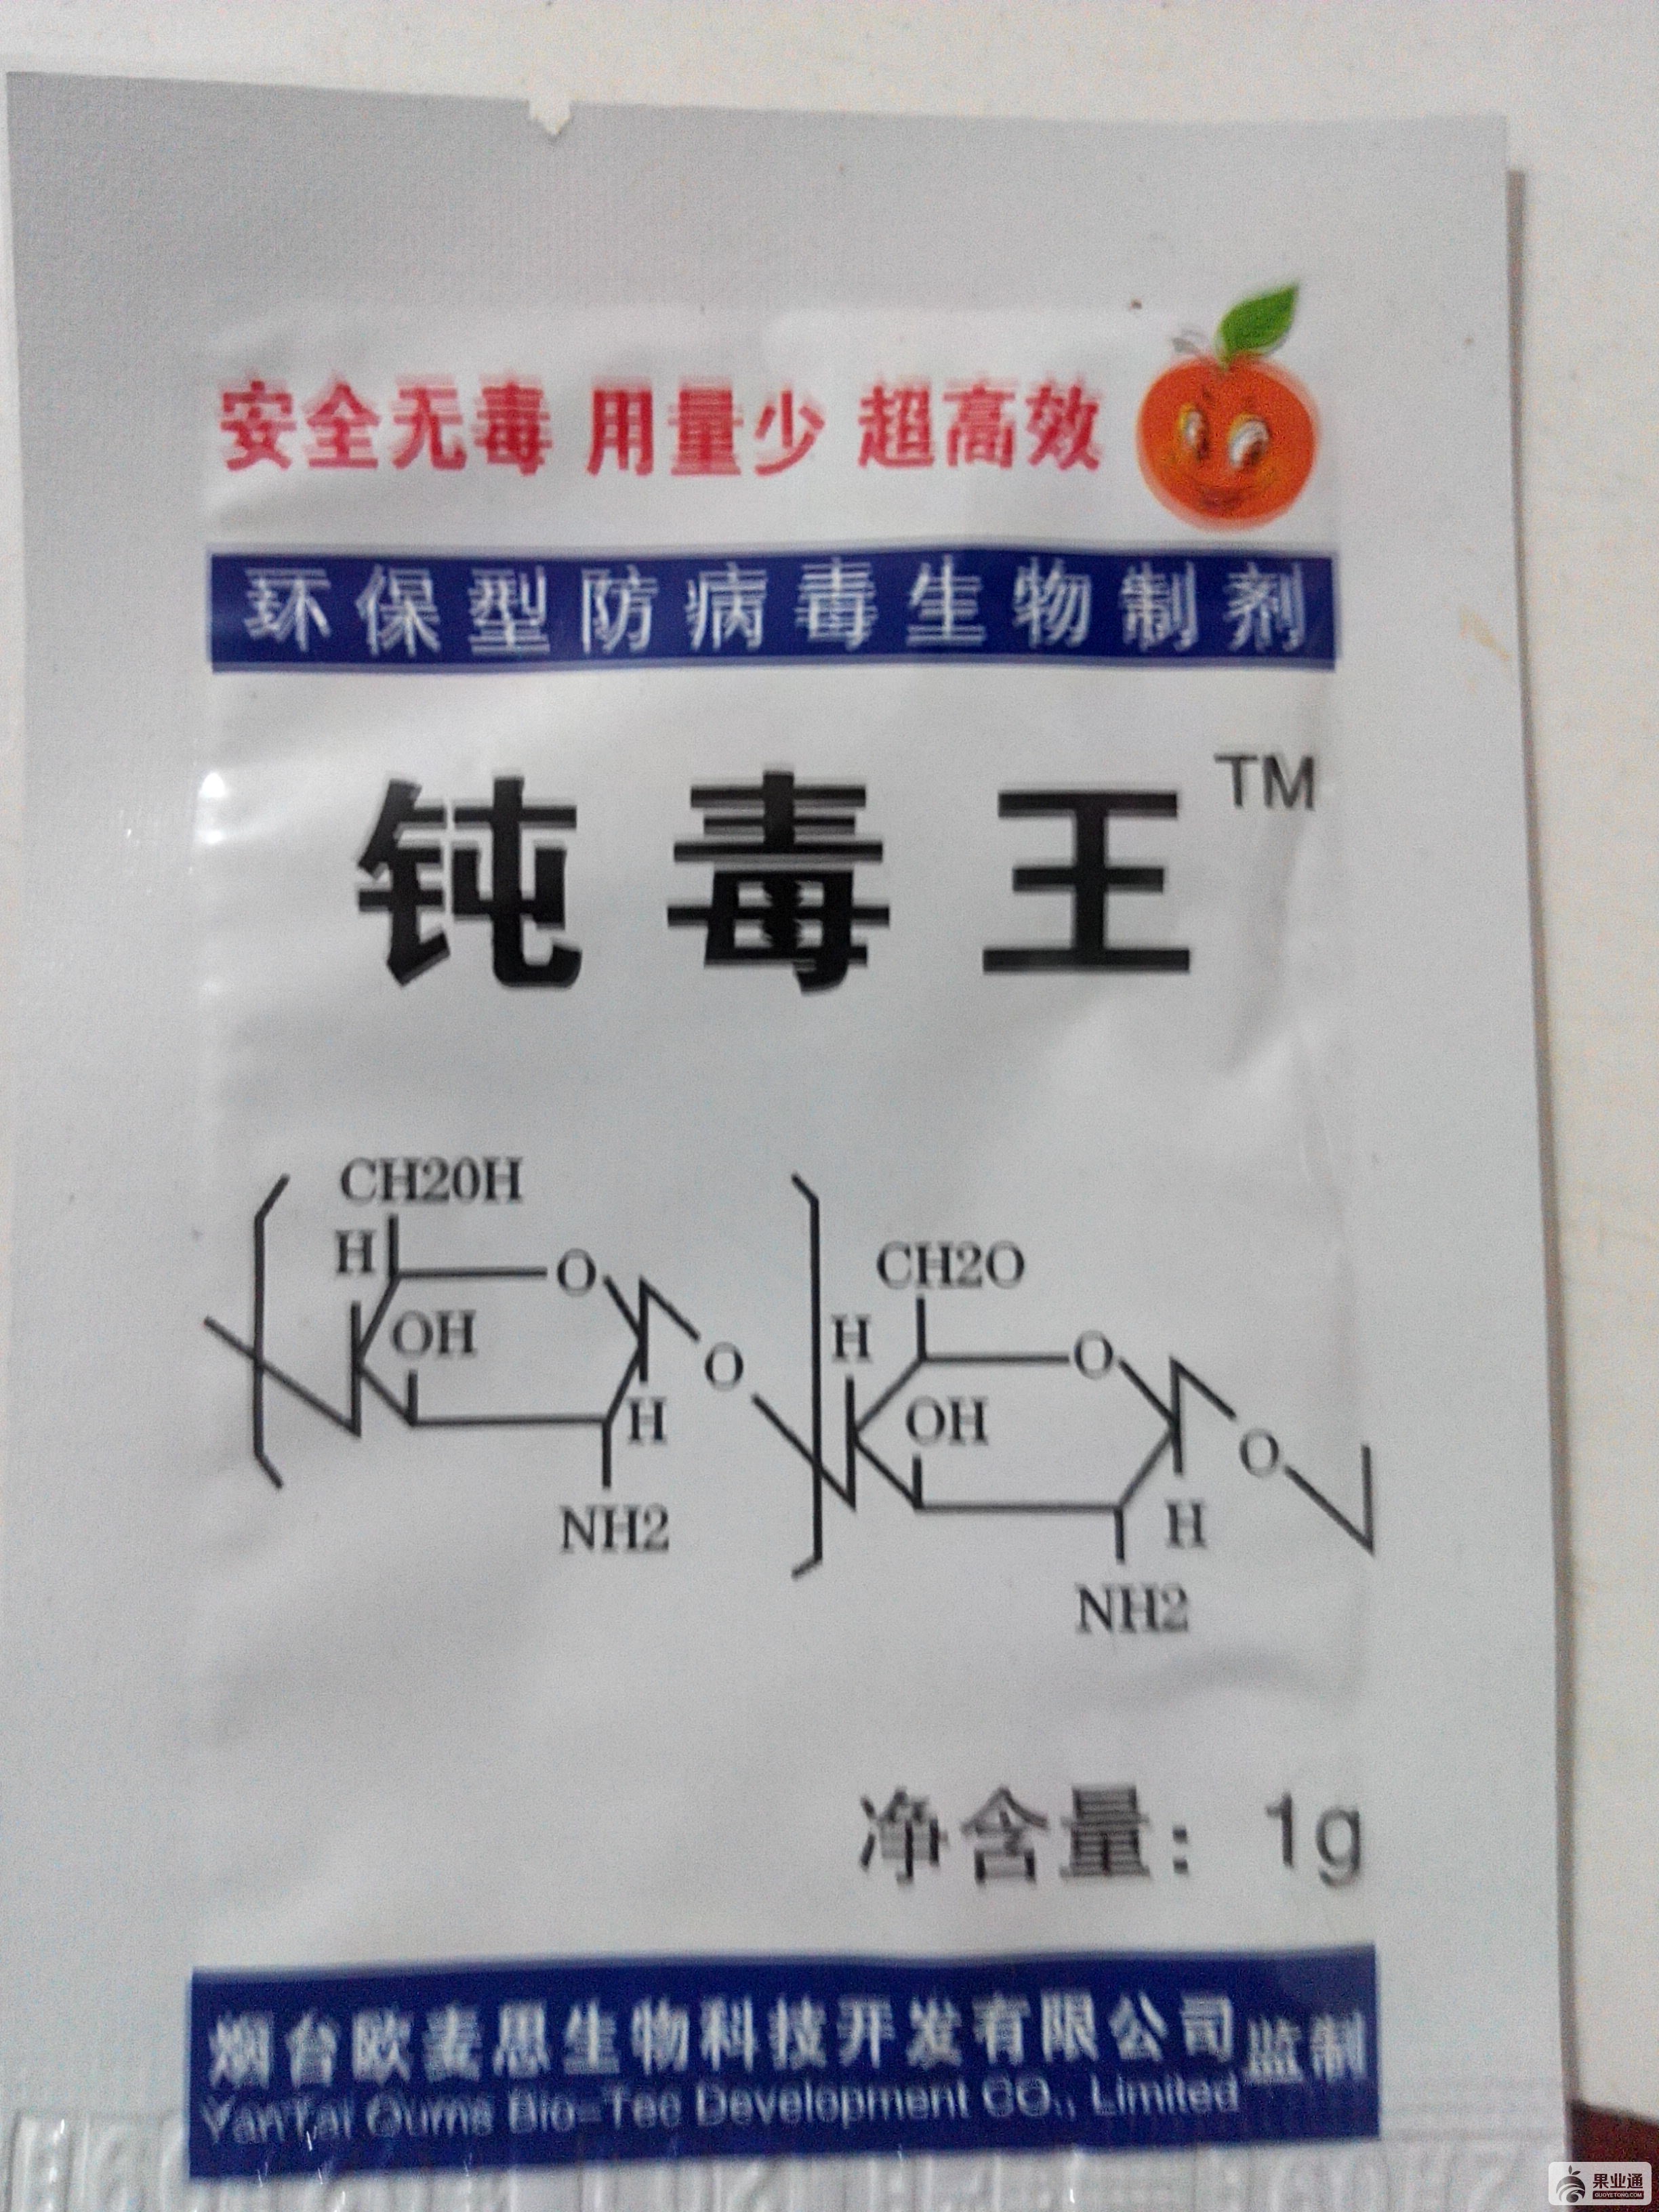 安全无毒 用量少 超高效
环保型防病毒生物制剂
钝毒王TM
CH20H
H
O
OH
O
H
NH2
CH2O
H
O
OH
O
H
NH2
净含量：1g
烟台欧麦思生物科技开发有限公司监制
YanTai Oums Bio-Tec Development CO., Limited
果业通
GUOYETONG.COM